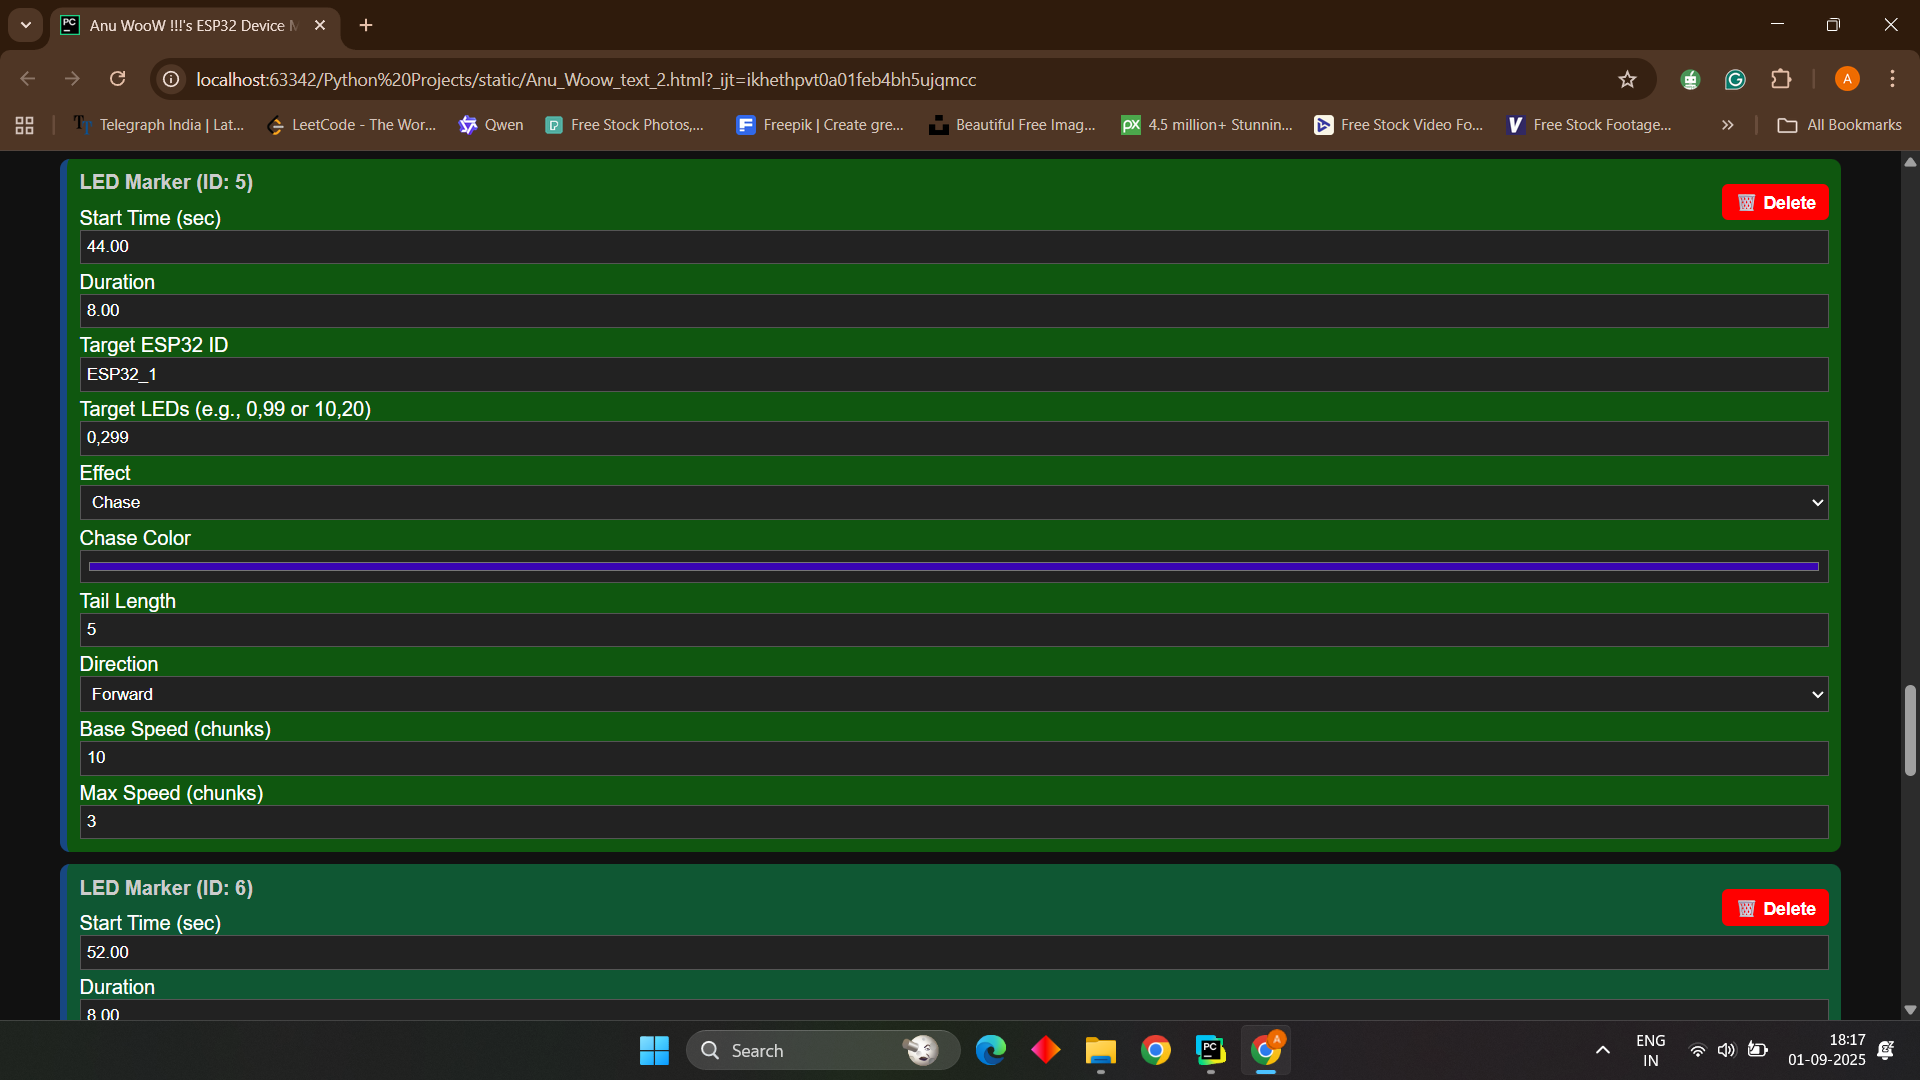 Anu WooW !!!'s ESP32 Device M
localhost:63342/Python%20Projects/static/Anu_Woow_text_2.html?_ijt=ikhethpvt0a01feb4bh5ujqmcc
A
Telegraph India | Lat...
LeetCode - The Wor...
Qwen
Free Stock Photos,...
Freepik | Create gre...
Beautiful Free Imag...
4.5 million+ Stunnin...
Free Stock Video Fo...
Free Stock Footage...
All Bookmarks
LED Marker (ID: 5)
Delete
Start Time (sec)
44.00
Duration
8.00
Target ESP32 ID
ESP32_1
Target LEDs (e.g., 0,99 or 10,20)
0,299
Effect
Chase
Chase Color
Tail Length
5
Direction
Forward
Base Speed (chunks)
10
Max Speed (chunks)
3
LED Marker (ID: 6)
Delete
Start Time (sec)
52.00
Duration
8.00
Search
ENG
IN
18:17
01-09-2025